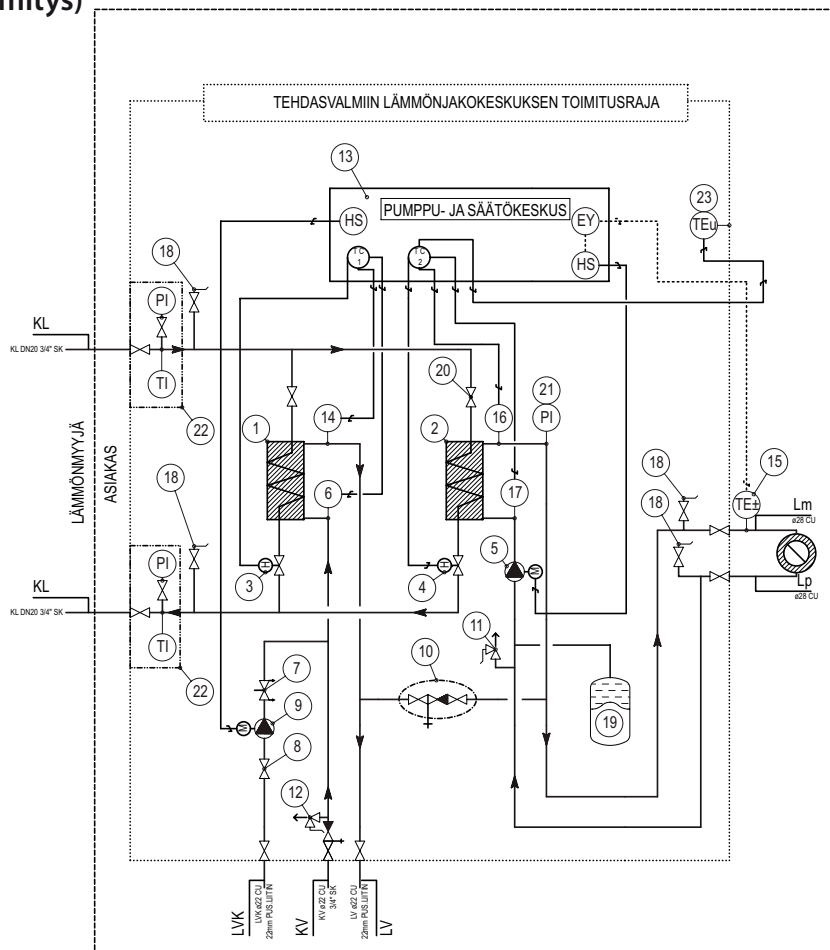 mitys)
TEHDASVALMIIN LÄMMÖNJAKOKESKUKSEN TOIMITUSRAJA
13
PUMPPU- JA SÄÄTÖKESKUS
HS
EY
HS
TC
1
TC
2
23
TEu
18
PI
TI
22
KL
KL DN20 3/4" SK
LÄMMÖNMYYJÄ
ASIAKAS
20
21
PI
1
14
2
16
6
17
18
18
15
TE±
Lm
ø28 CU
Lp
ø28 CU
18
PI
TI
22
KL
KL DN20 3/4" SK
H
3
H
4
5
M
11
7
10
M
9
8
19
12
LVK
LVK ø22 CU
22mm PUS.LIITIN
KV
KV ø22 CU
3/4" SK
LV ø22 CU
22mm PUS.LIITIN
LV